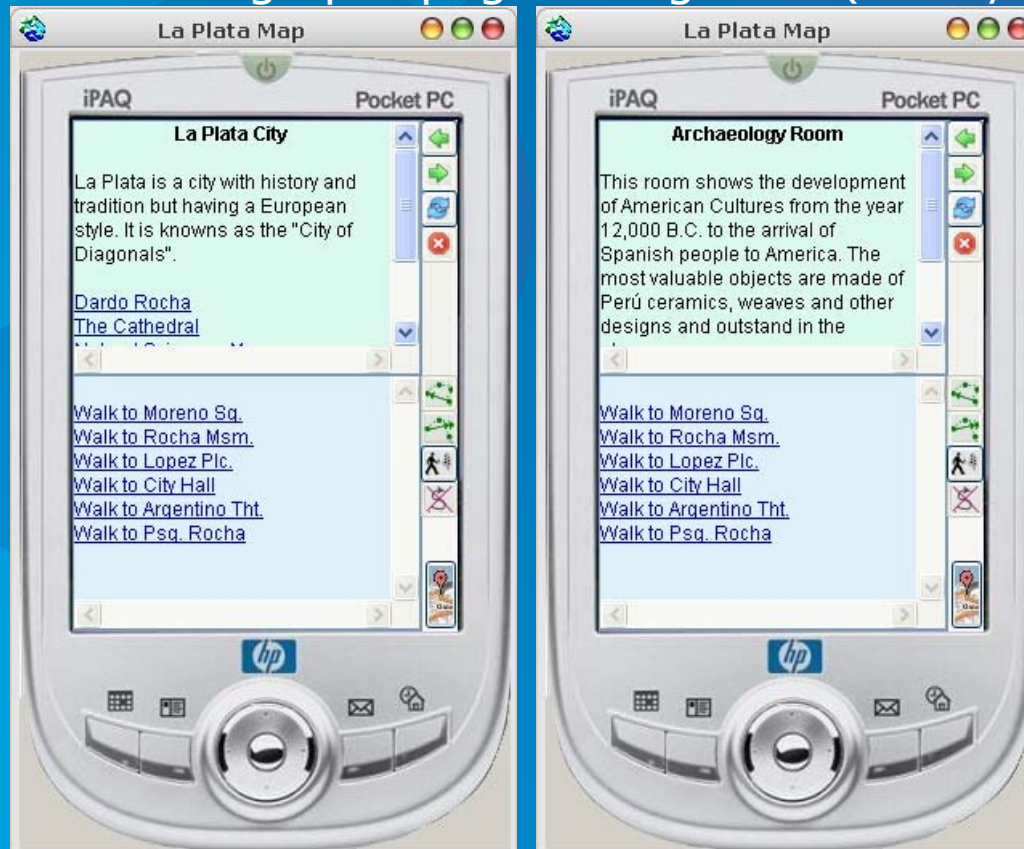 La Plata Map
iPAQ
Pocket PC
La Plata City
La Plata is a city with history and
tradition but having a European
style. It is knowns as the "City of
Diagonals".
Dardo Rocha
The Cathedral
Walk to Moreno Sq.
Walk to Rocha Msm.
Walk to Lopez Plc.
Walk to City Hall
Walk to Argentino Tht.
Walk to Psq. Rocha
hp
La Plata Map
iPAQ
Pocket PC
Archaeology Room
This room shows the development
of American Cultures from the year
12,000 B.C. to the arrival of
Spanish people to America. The
most valuable objects are made of
Perú ceramics, weaves and other
designs and outstand in the
Walk to Moreno Sq.
Walk to Rocha Msm.
Walk to Lopez Plc.
Walk to City Hall
Walk to Argentino Tht.
Walk to Psq. Rocha
hp